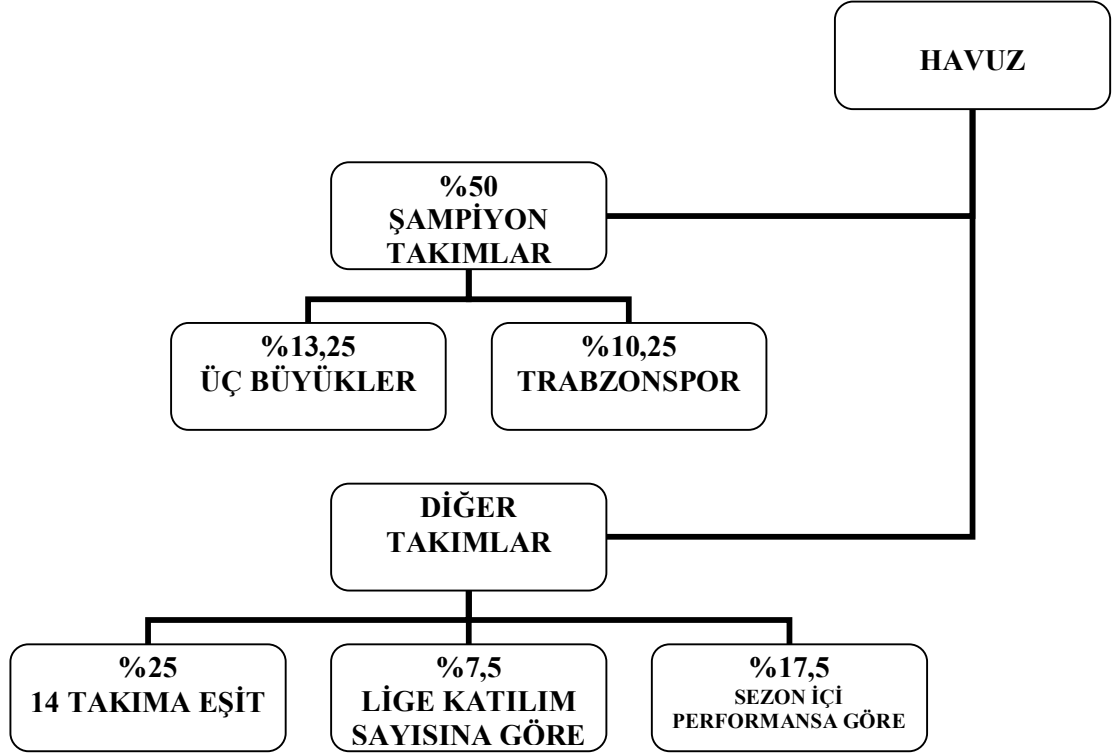 HAVUZ
%50
ŞAMPİYON
TAKIMLAR
%13,25
ÜÇ BÜYÜKLER
%10,25
TRABZONSPOR
DİĞER
TAKIMLAR
%25
14 TAKIMA EŞİT
%7,5
LİGE KATILIM
SAYISINA GÖRE
%17,5
SEZON İÇİ
PERFORMANSA GÖRE